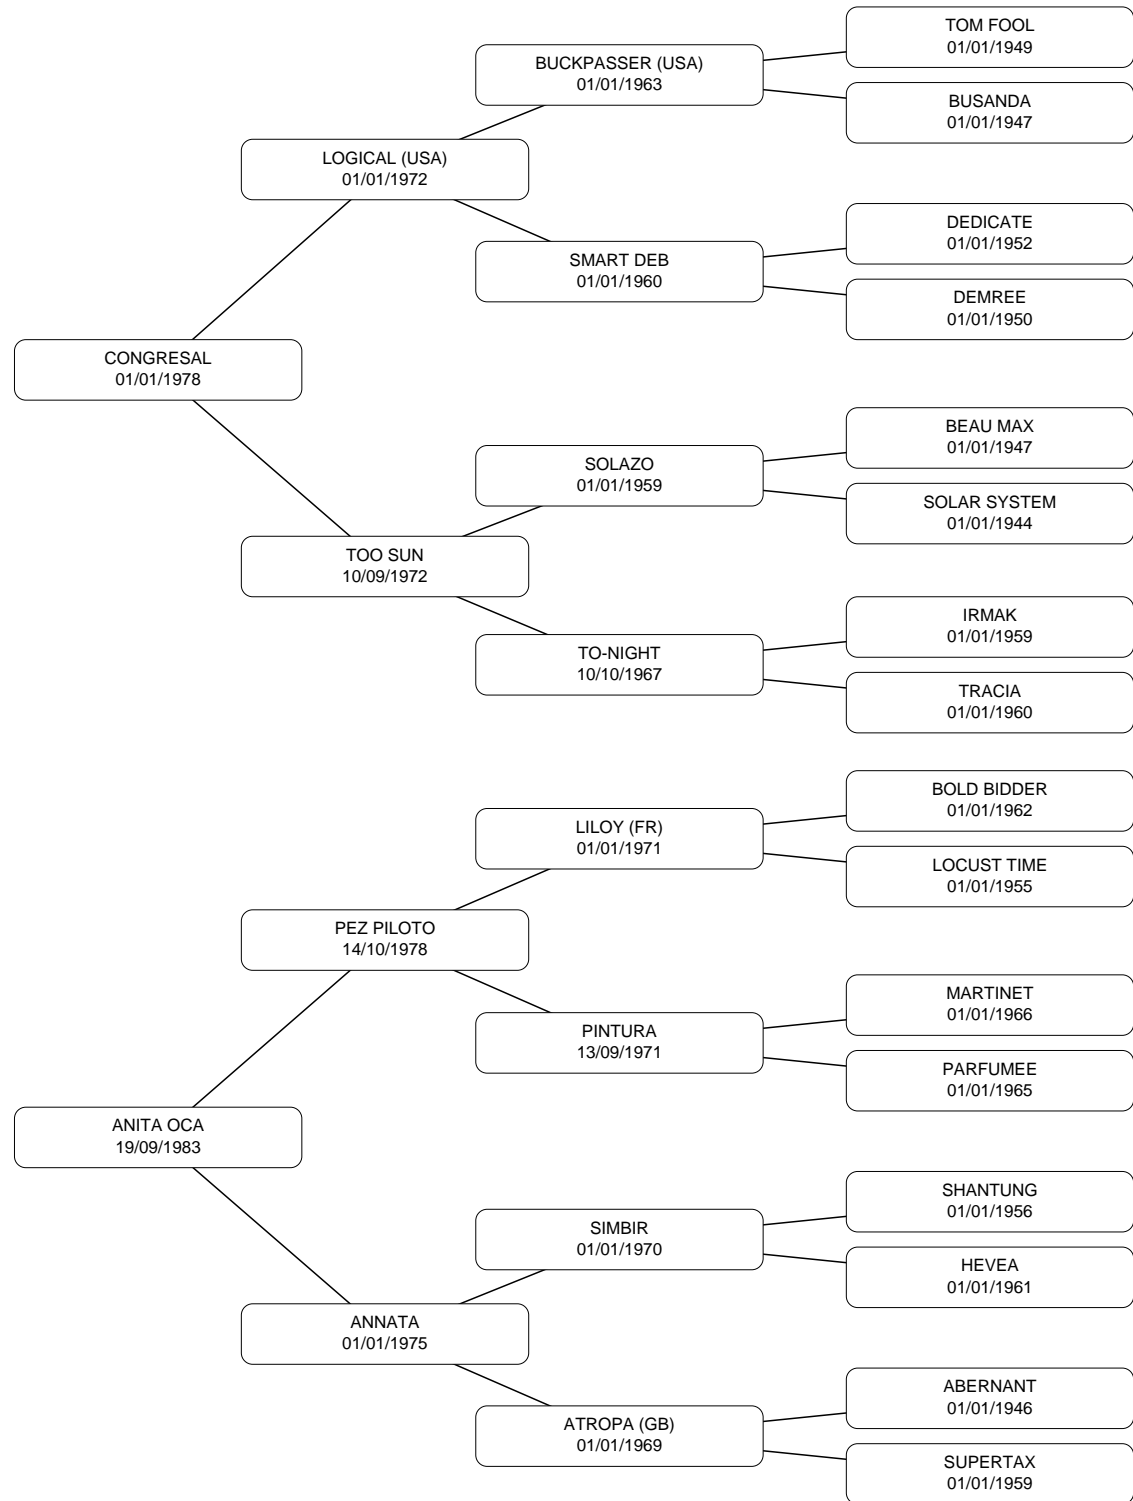 TOM FOOL
01/01/1949
BUCKPASSER (USA)
01/01/1963
BUSANDA
01/01/1947
LOGICAL (USA)
01/01/1972
DEDICATE
01/01/1952
SMART DEB
01/01/1960
DEMREE
01/01/1950
CONGRESAL
01/01/1978
BEAU MAX
01/01/1947
SOLAZO
01/01/1959
SOLAR SYSTEM
01/01/1944
TOO SUN
10/09/1972
IRMAK
01/01/1959
TO-NIGHT
10/10/1967
TRACIA
01/01/1960
BOLD BIDDER
01/01/1962
LILOY (FR)
01/01/1971
LOCUST TIME
01/01/1955
PEZ PILOTO
14/10/1978
MARTINET
01/01/1966
PINTURA
13/09/1971
PARFUMEE
01/01/1965
ANITA OCA
19/09/1983
SHANTUNG
01/01/1956
SIMBIR
01/01/1970
HEVEA
01/01/1961
ANNATA
01/01/1975
ABERNANT
01/01/1946
ATROPA (GB)
01/01/1969
SUPERTAX
01/01/1959